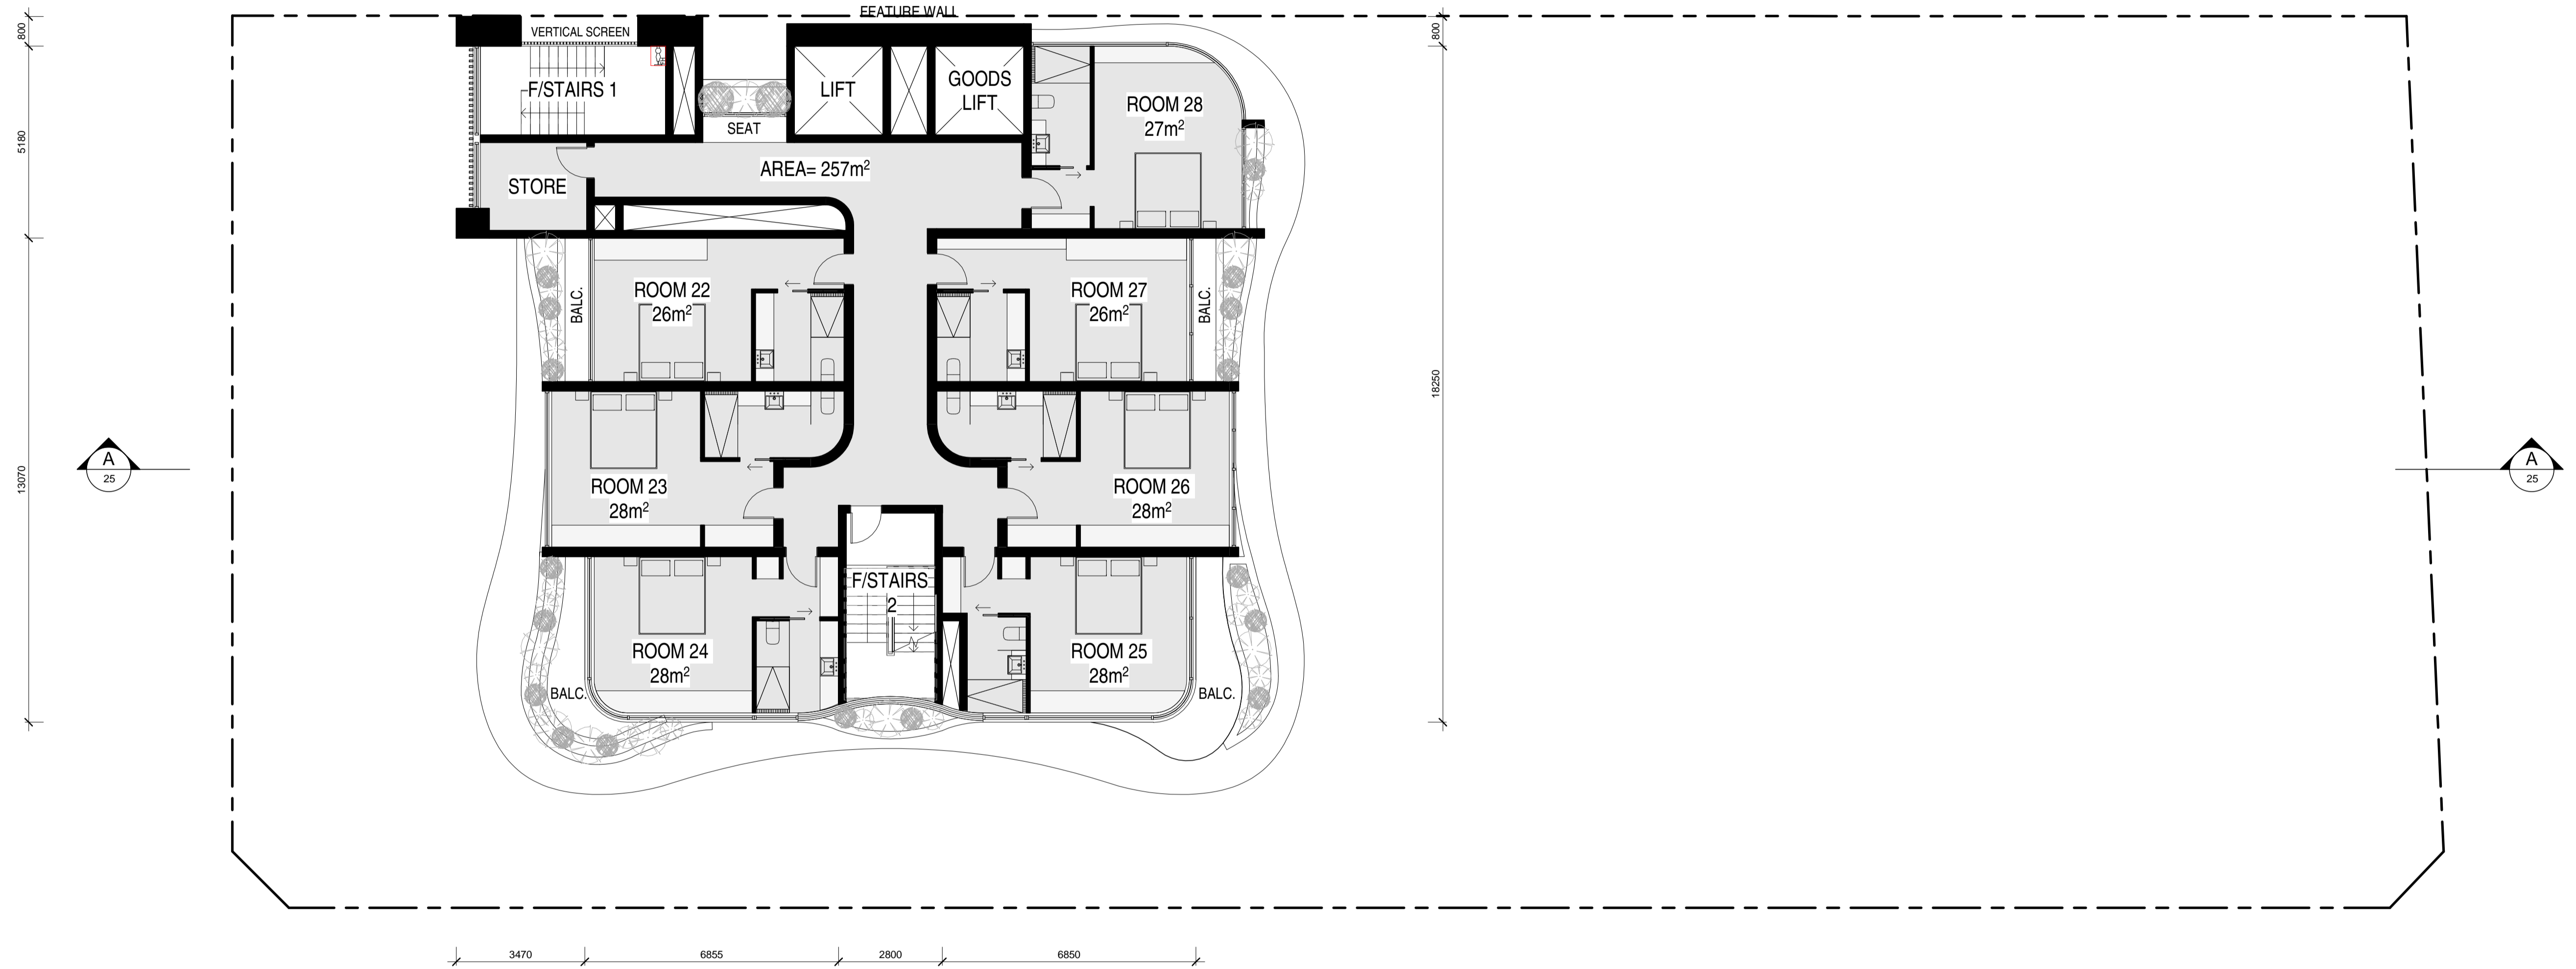 FEATURE WALL
VERTICAL SCREEN
800
800
F/STAIRS 1
LIFT
GOODS
LIFT
ROOM 28
27m²
SEAT
5180
AREA= 257m²
STORE
ROOM 22
26m²
BALC.
ROOM 27
26m²
BALC.
18250
A
25
13070
ROOM 23
28m²
ROOM 26
28m²
A
25
F/STAIRS
2
ROOM 24
28m²
BALC.
ROOM 25
28m²
BALC.
3470
6855
2800
6850